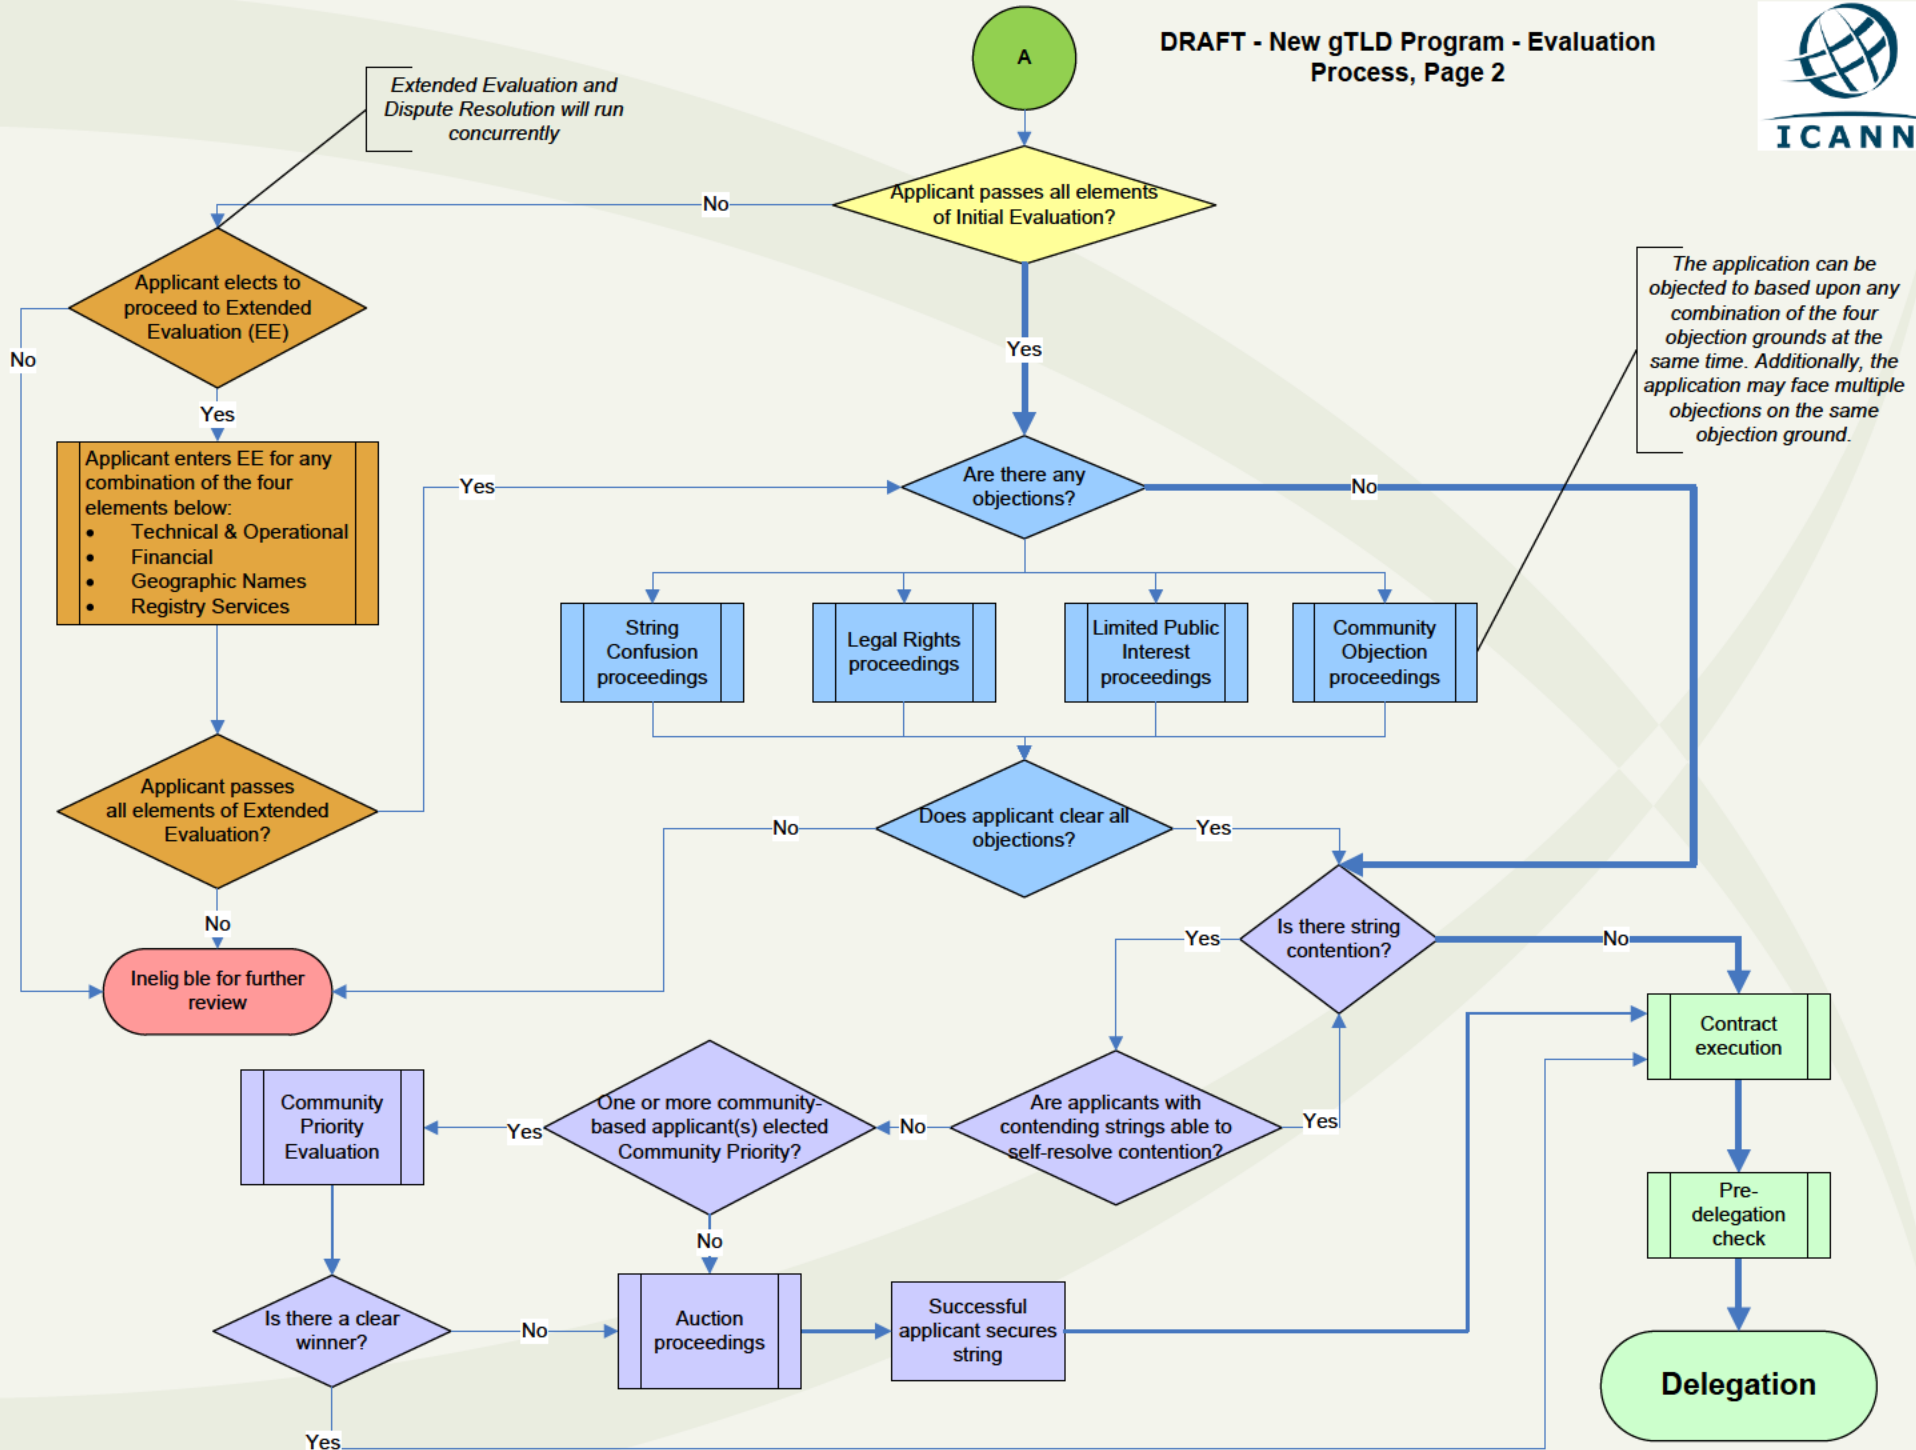 A
DRAFT - New gTLD Program - Evaluation
Process, Page 2
ICANN
Extended Evaluation and
Dispute Resolution will run
concurrently
Applicant passes all elements
of Initial Evaluation?
No
Yes
Applicant elects to
proceed to Extended
Evaluation (EE)
No
Yes
The application can be
objected to based upon any
combination of the four
objection grounds at the
same time. Additionally, the
application may face multiple
objections on the same
objection ground.
Applicant enters EE for any
combination of the four
elements below:
• Technical & Operational
• Financial
• Geographic Names
• Registry Services
Yes
Are there any
objections?
No
String
Confusion
proceedings
Legal Rights
proceedings
Limited Public
Interest
proceedings
Community
Objection
proceedings
Applicant passes
all elements of Extended
Evaluation?
No
Does applicant clear all
objections?
No
Yes
Inelig ble for further
review
Is there string
contention?
Yes
No
Contract
execution
Community
Priority
Evaluation
Yes
One or more community-
based applicant(s) elected
Community Priority?
No
Are applicants with
contending strings able to
self-resolve contention?
Yes
No
Pre-
delegation
check
Is there a clear
winner?
No
Auction
proceedings
Successful
applicant secures
string
Delegation
Yes